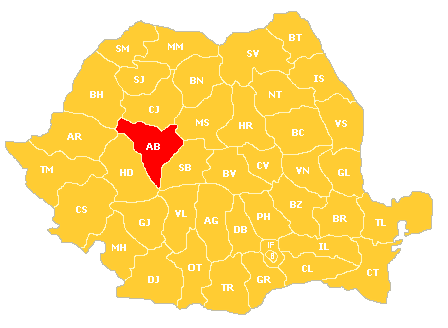 BT
SM
MM
SV
SJ
BN
IS
BH
NT
CJ
MS
HR
VS
BC
AR
AB
CV
SB
TM
HD
BV
VN
GL
CS
VL
BZ
GJ
AG
PH
BR
TL
DB
MH
IF
IL
OT
CL
CT
DJ
TR
GR